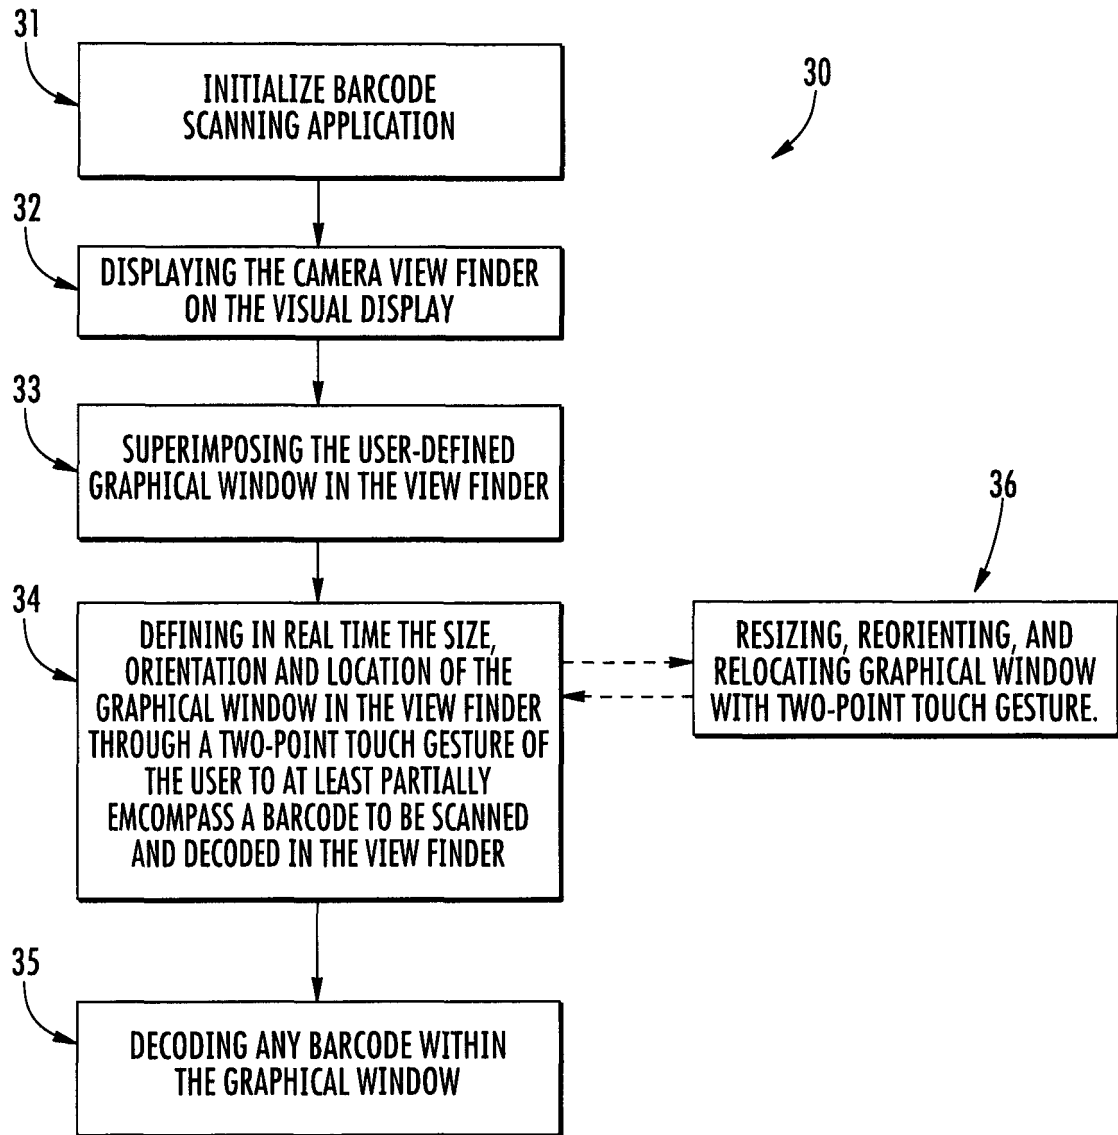 31
INITIALIZE BARCODE
SCANNING APPLICATION
30
32
DISPLAYING THE CAMERA VIEW FINDER
ON THE VISUAL DISPLAY
33
SUPERIMPOSING THE USER-DEFINED
GRAPHICAL WINDOW IN THE VIEW FINDER
34
DEFINING IN REAL TIME THE SIZE,
ORIENTATION AND LOCATION OF THE
GRAPHICAL WINDOW IN THE VIEW FINDER
THROUGH A TWO-POINT TOUCH GESTURE OF
THE USER TO AT LEAST PARTIALLY
EMCOMPASS A BARCODE TO BE SCANNED
AND DECODED IN THE VIEW FINDER
36
RESIZING, REORIENTING, AND
RELOCATING GRAPHICAL WINDOW
WITH TWO-POINT TOUCH GESTURE.
35
DECODING ANY BARCODE WITHIN
THE GRAPHICAL WINDOW